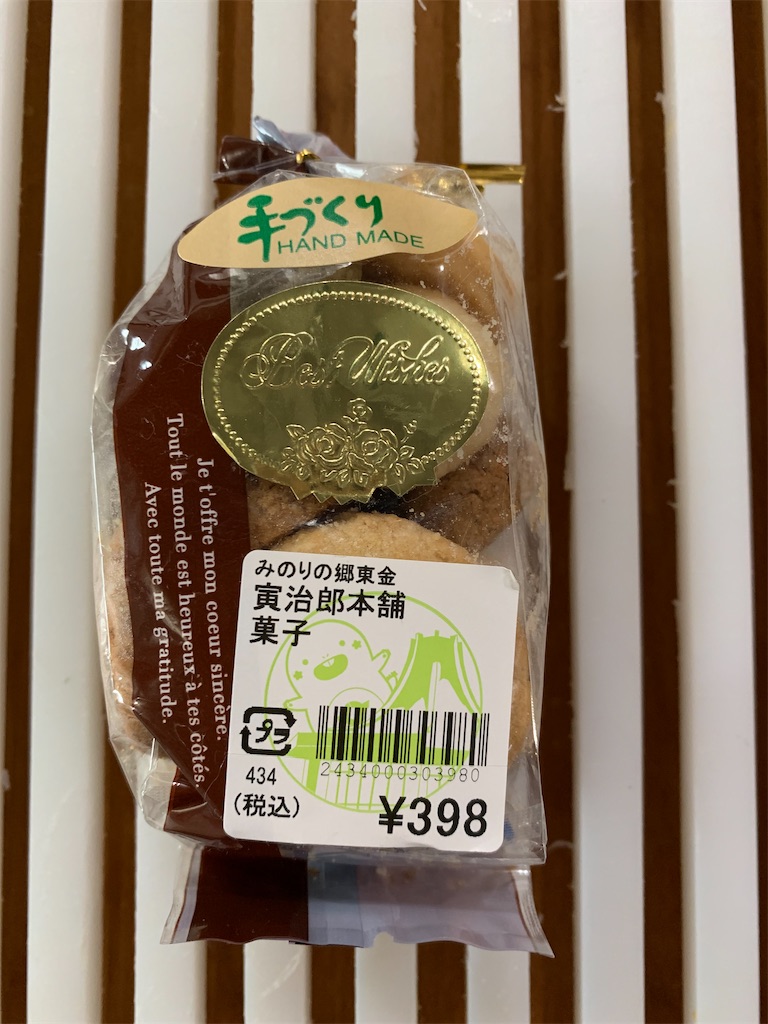 手づくり
HAND MADE
Best Wishes
Je t'offre mon coeur sincère.
Tout le monde est heureux à tes côtés.
Avec toute ma gratitude.
みのりの郷東金
寅治郎本舗
菓子
プラ
2434000303980
434
(税込)
¥398